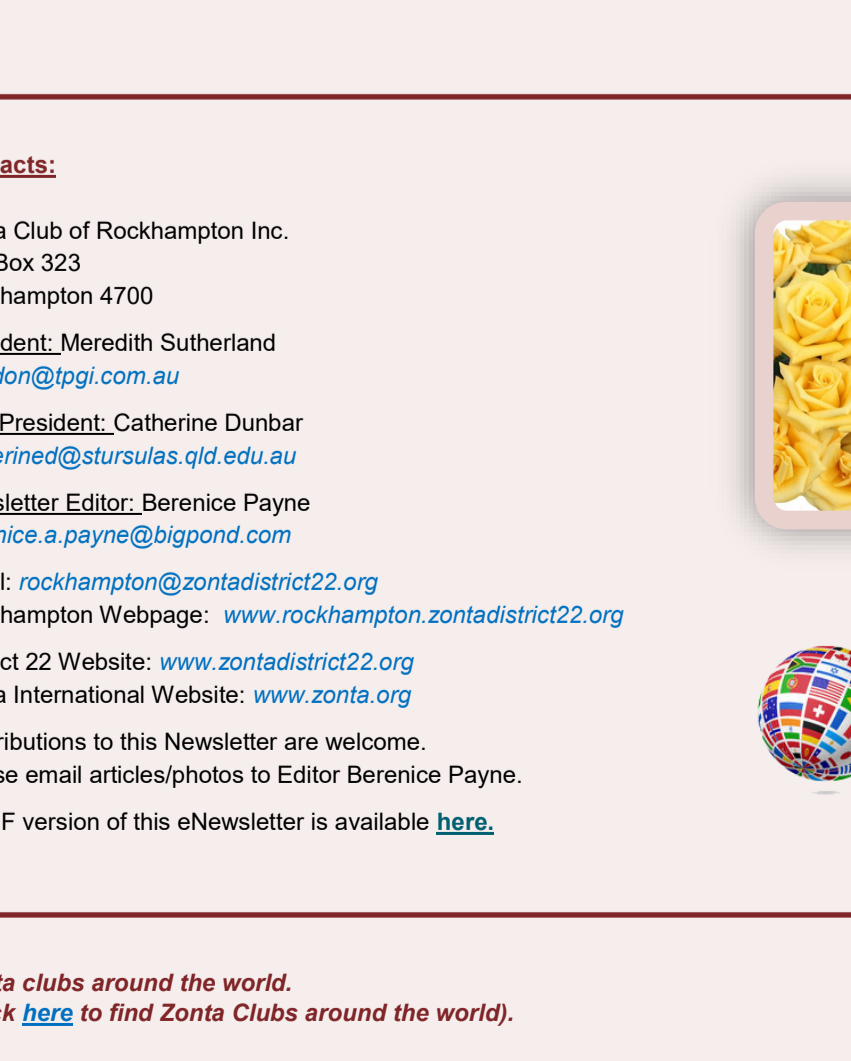 acts:
a Club of Rockhampton Inc.
Box 323
hampton 4700
dent: Meredith Sutherland
don@tpgi.com.au
President: Catherine Dunbar
erined@stursulas.qld.edu.au
sletter Editor: Berenice Payne
nice.a.payne@bigpond.com
l: rockhampton@zontadistrict22.org
hampton Webpage: www.rockhampton.zontadistrict22.org
ct 22 Website: www.zontadistrict22.org
a International Website: www.zonta.org
ributions to this Newsletter are welcome.
se email articles/photos to Editor Berenice Payne.
F version of this eNewsletter is available here.
ta clubs around the world.
ck here to find Zonta Clubs around the world).